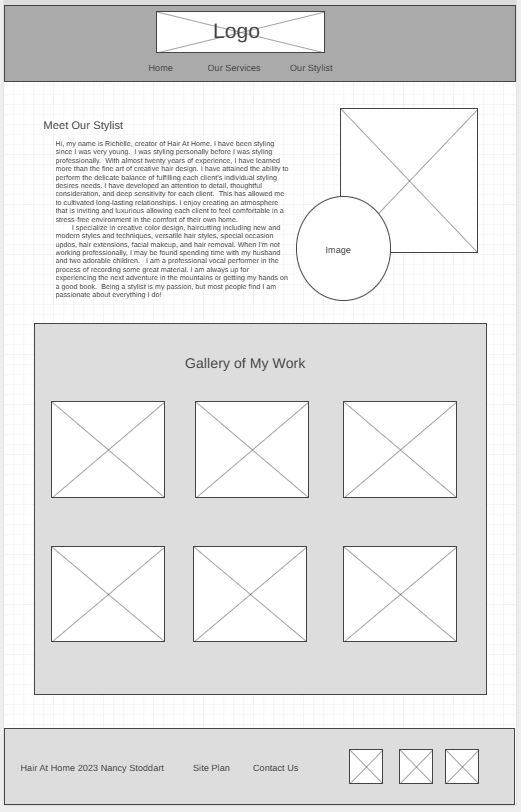 Logo
Home Our Services Our Stylist
Meet Our Stylist
Hi, my name is Richelle, creator of Hair At Home. I have been styling
since I was very young.  I was styling personally before I was styling
professionally.  With almost twenty years of experience, I have learned
more than the fine art of creative hair design. I have attained the ability to
perform the delicate balance of fulfilling each client's individual styling
desires needs. I have developed an attention to detail, thoughtful
consideration, and deep sensitivity for each client.  This has allowed me
to cultivated long-lasting relationships. I enjoy creating an atmosphere
that is inviting and luxurious allowing each client to feel comfortable in a
stress-free environment in the comfort of their own home.
I specialize in creative color design, haircutting including new and
modern styles and techniques, versatile hair styles, special occasion
updos, hair extensions, facial makeup, and hair removal. When I'm not
working professionally, I may be found spending time with my husband
and two adorable children.   I am a professional vocal performer in the
process of recording some great material. I am always up for
experiencing the next adventure in the mountains or getting my hands on
a good book.  Being a stylist is my passion, but most people find I am
passionate about everything I do!
Image
Gallery of My Work
Hair At Home 2023 Nancy Stoddart Site Plan Contact Us